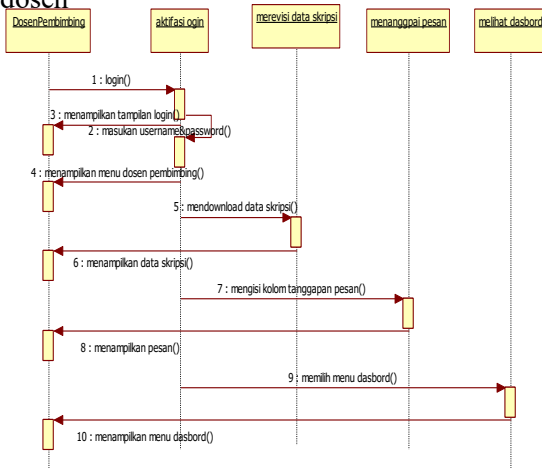 dosen
DosenPembimbing
aktifasi ogin
merevisi data skripsi
menanggpai pesan
melihat dasbord
1 : login()
3 : menampilkan tampilan login()
2 : masukan username&password()
4 : menampilkan menu dosen pembimbing()
5 : mendownload data skripsi()
6 : menampilkan data skripsi()
7 : mengisi kolom tanggapan pesan()
8 : menampilkan pesan()
9 : memilih menu dasbord()
10 : menampilkan menu dasbord()